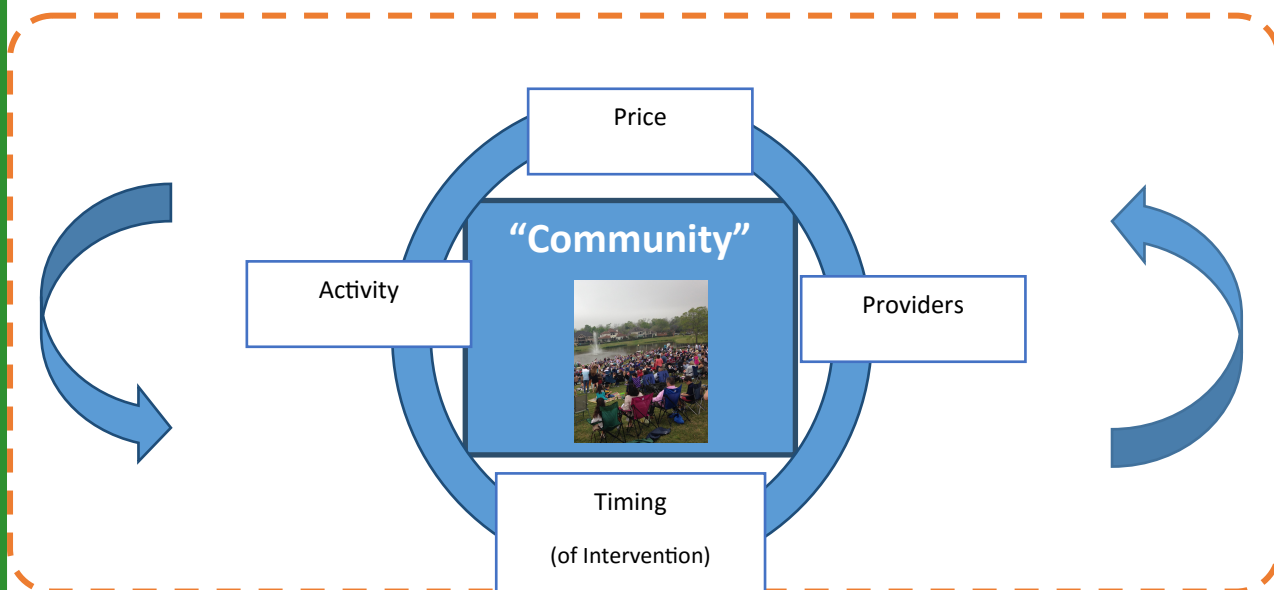 Price
“Community”
Activity
Providers
Timing
(of Intervention)